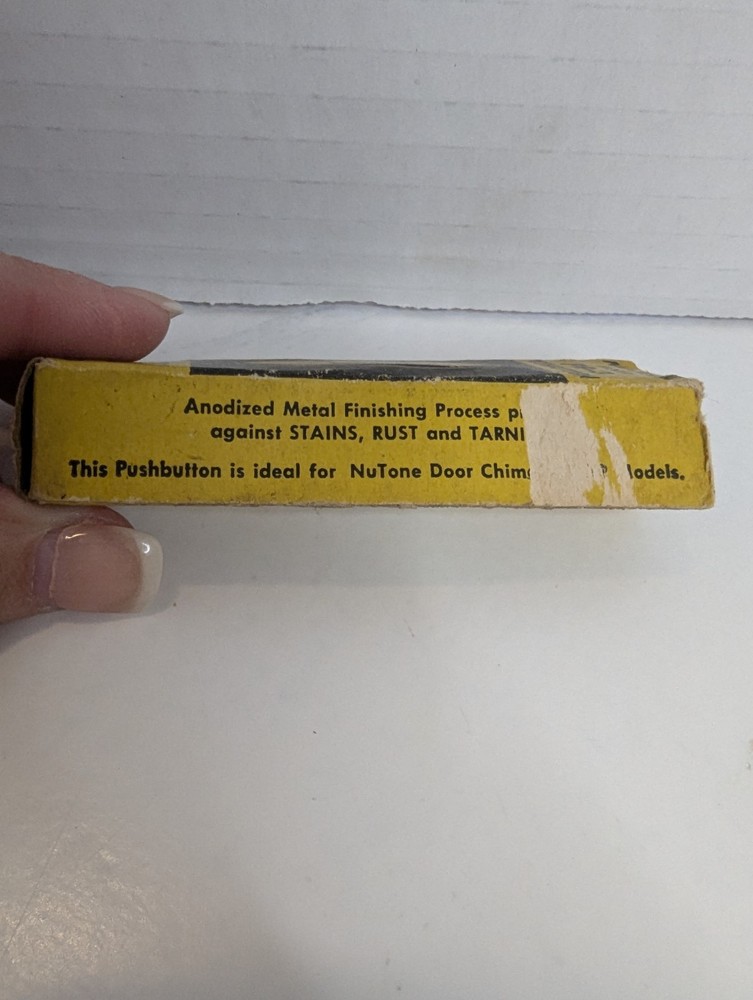 Anodized Metal Finishing Process
against STAINS, RUST and
This Pushbutton is ideal for NuTone Door